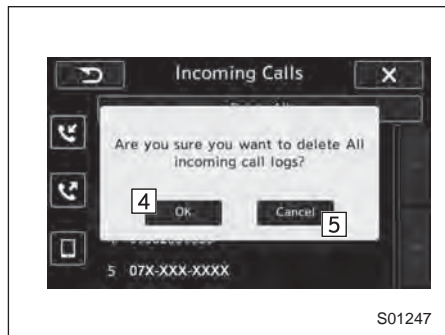 Incoming Calls
X
Are you sure you want to delete All
incoming call logs?
4
OK
Cancel
5
5 07X-XXX-XXXX
S01247